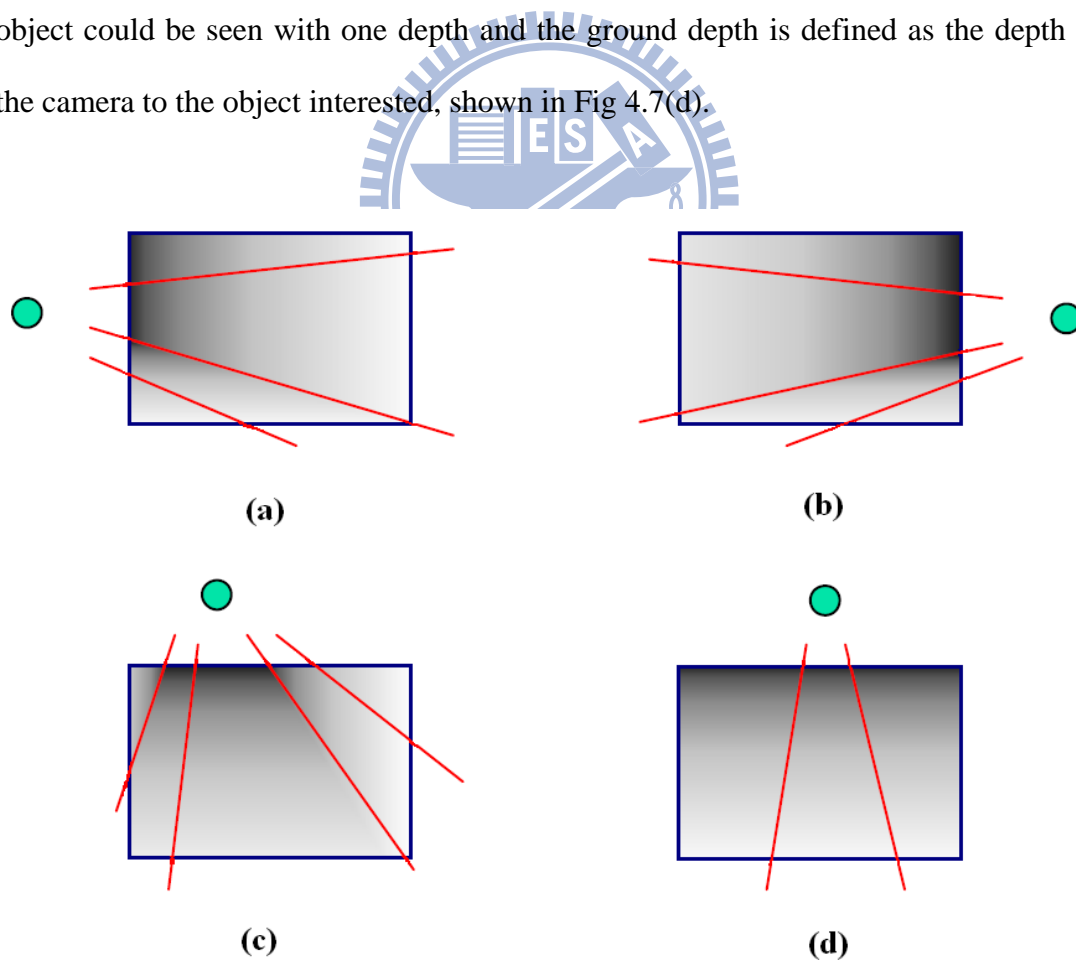 object could be seen with one depth and the ground depth is defined as the depth
the camera to the object interested, shown in Fig 4.7(d).
E S A
(a)
(b)
(c)
(d)